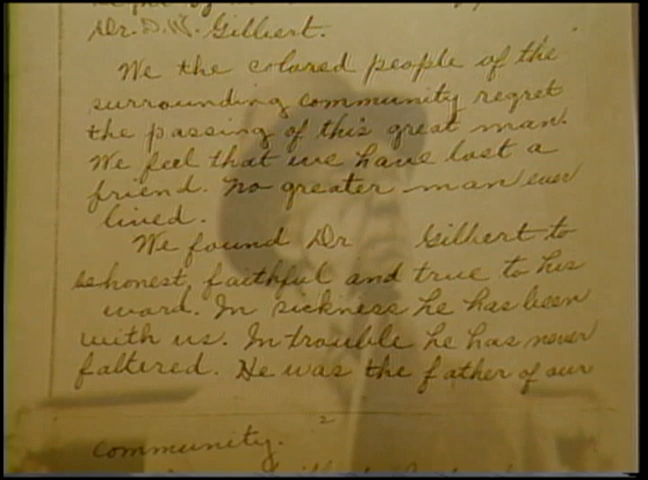 Dr. D. W. Gilbert.
We the colored people of the
surrounding community regret
the passing of this great man.
We feel that we have lost a
friend. No greater man ever
lived.
We found Dr Gilbert to
be honest, faithful and true to his
word. In sickness he has been
with us. In trouble he has never
faltered. He was the father of our
2
community.